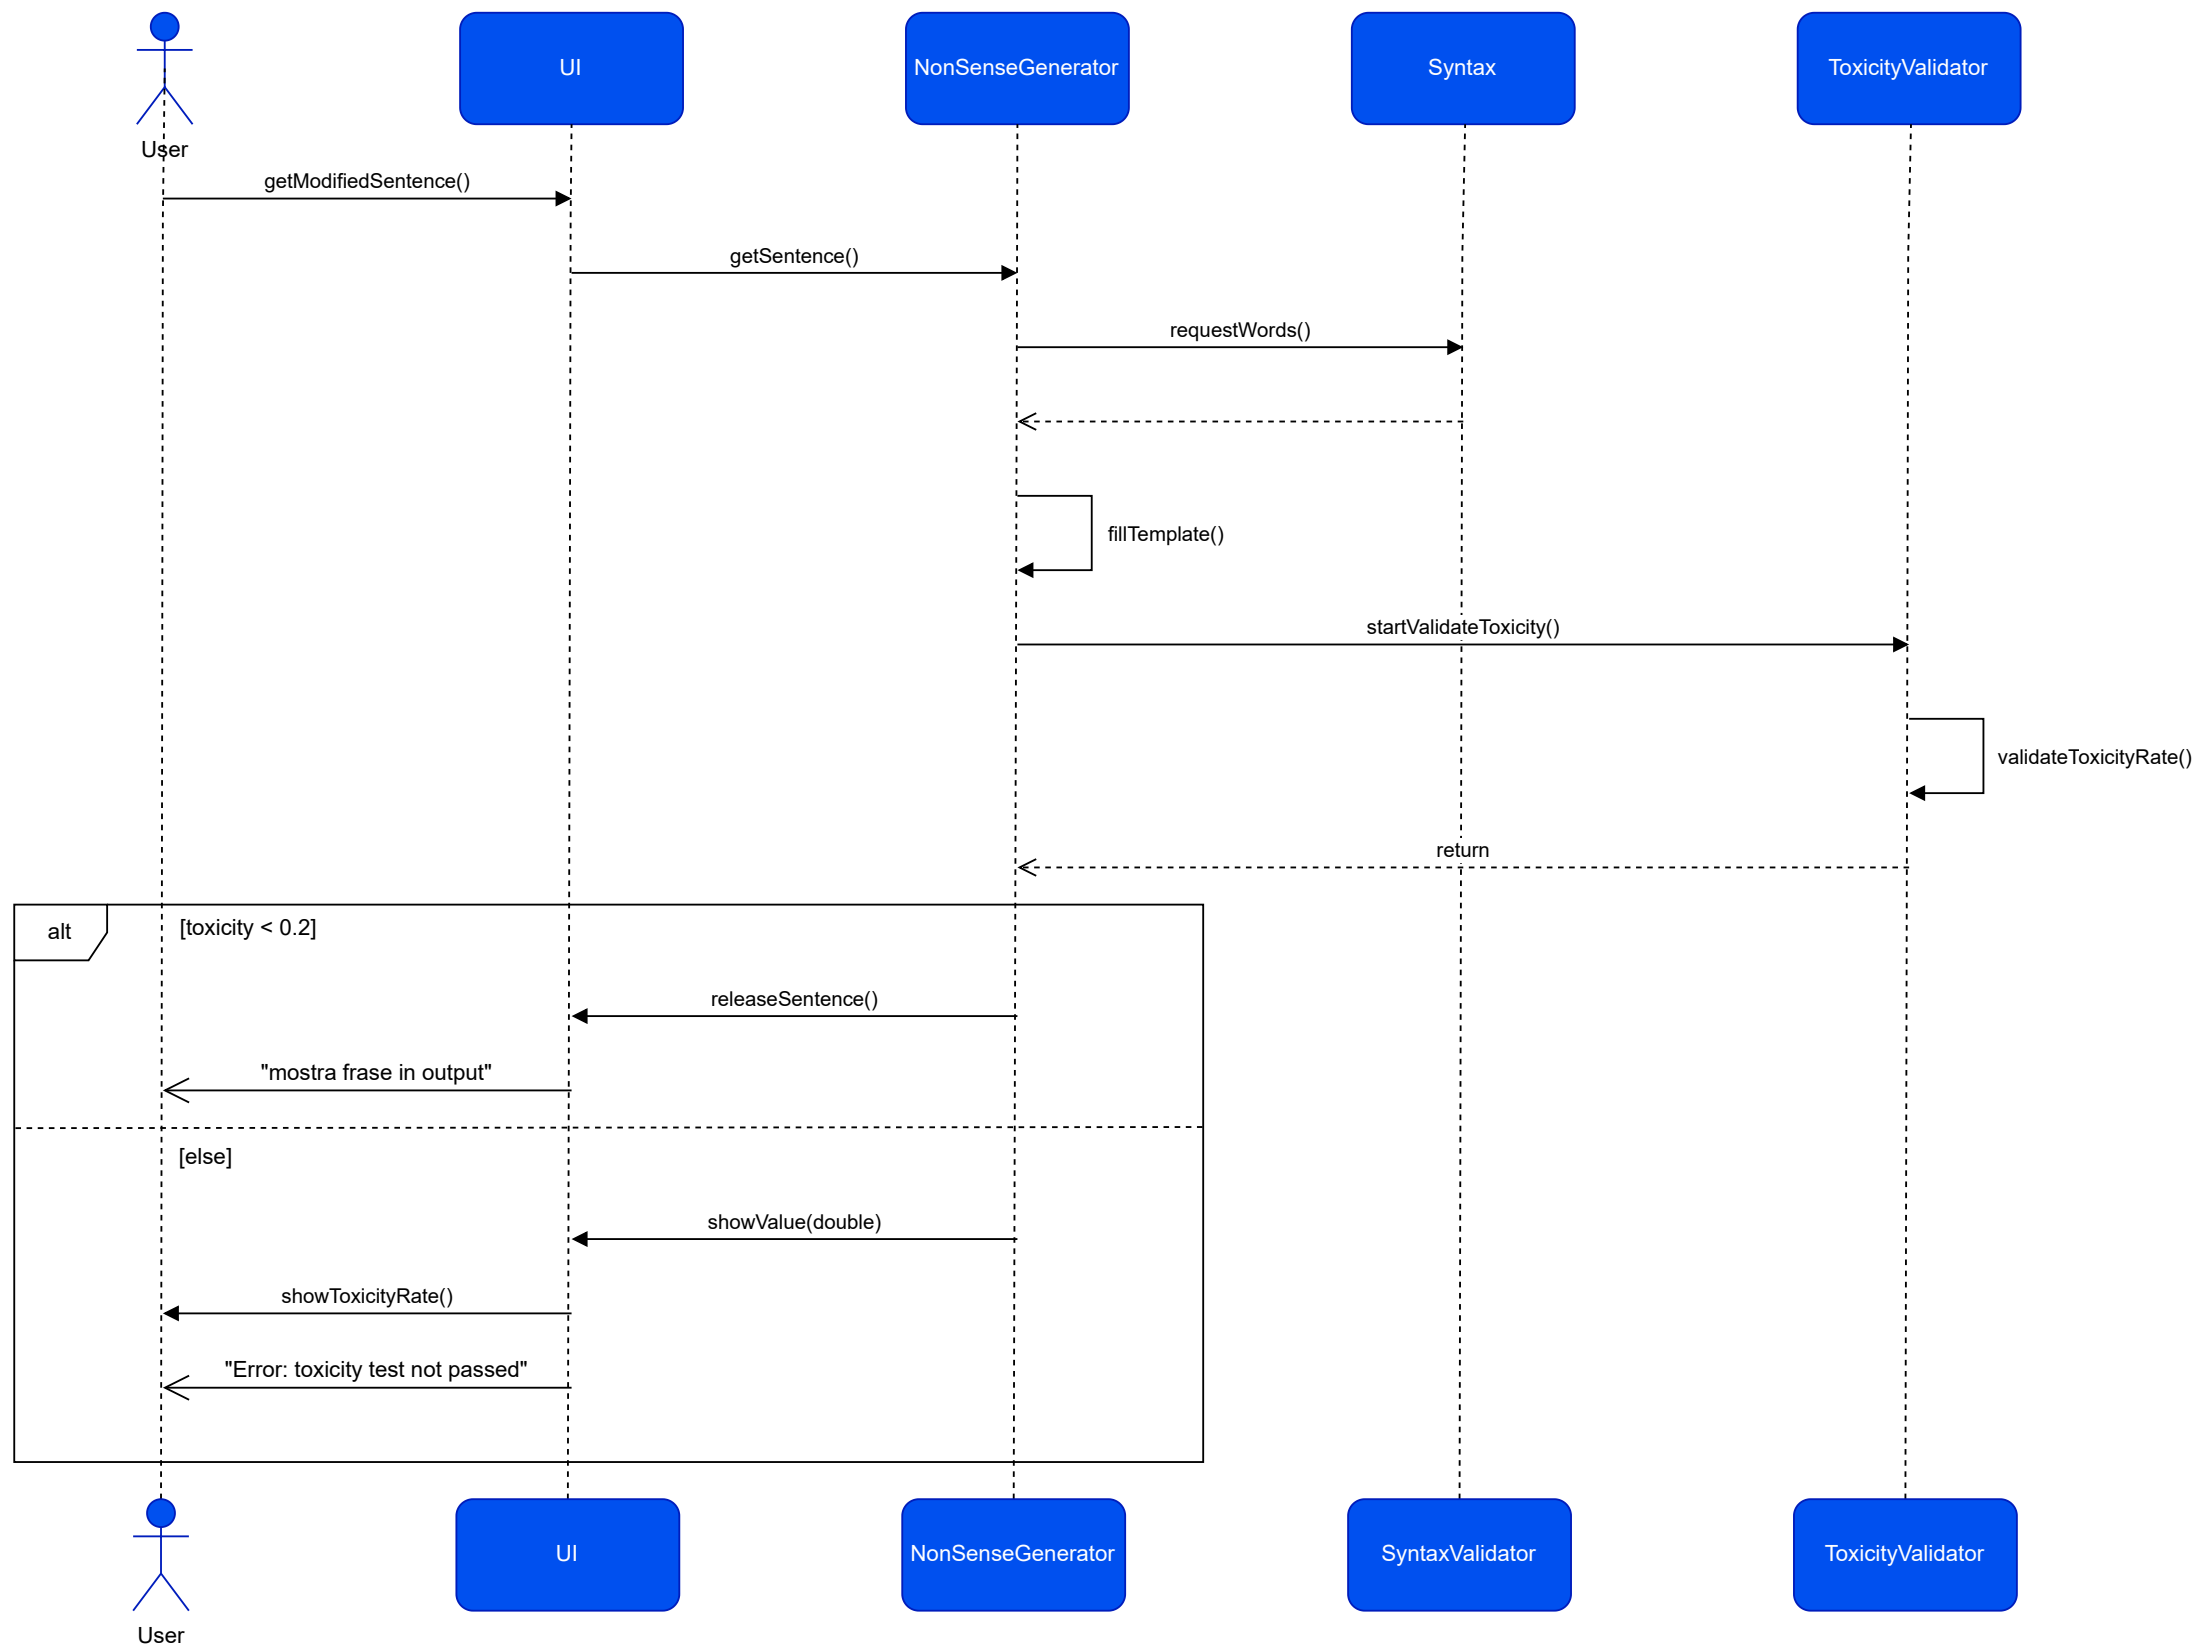 User
UI
NonSenseGenerator
Syntax
ToxicityValidator
getModifiedSentence()
getSentence()
requestWords()
fillTemplate()
startValidateToxicity()
validateToxicityRate()
return
alt
[toxicity < 0.2]
releaseSentence()
"mostra frase in output"
[else]
showValue(double)
showToxicityRate()
"Error: toxicity test not passed"
User
UI
NonSenseGenerator
SyntaxValidator
ToxicityValidator